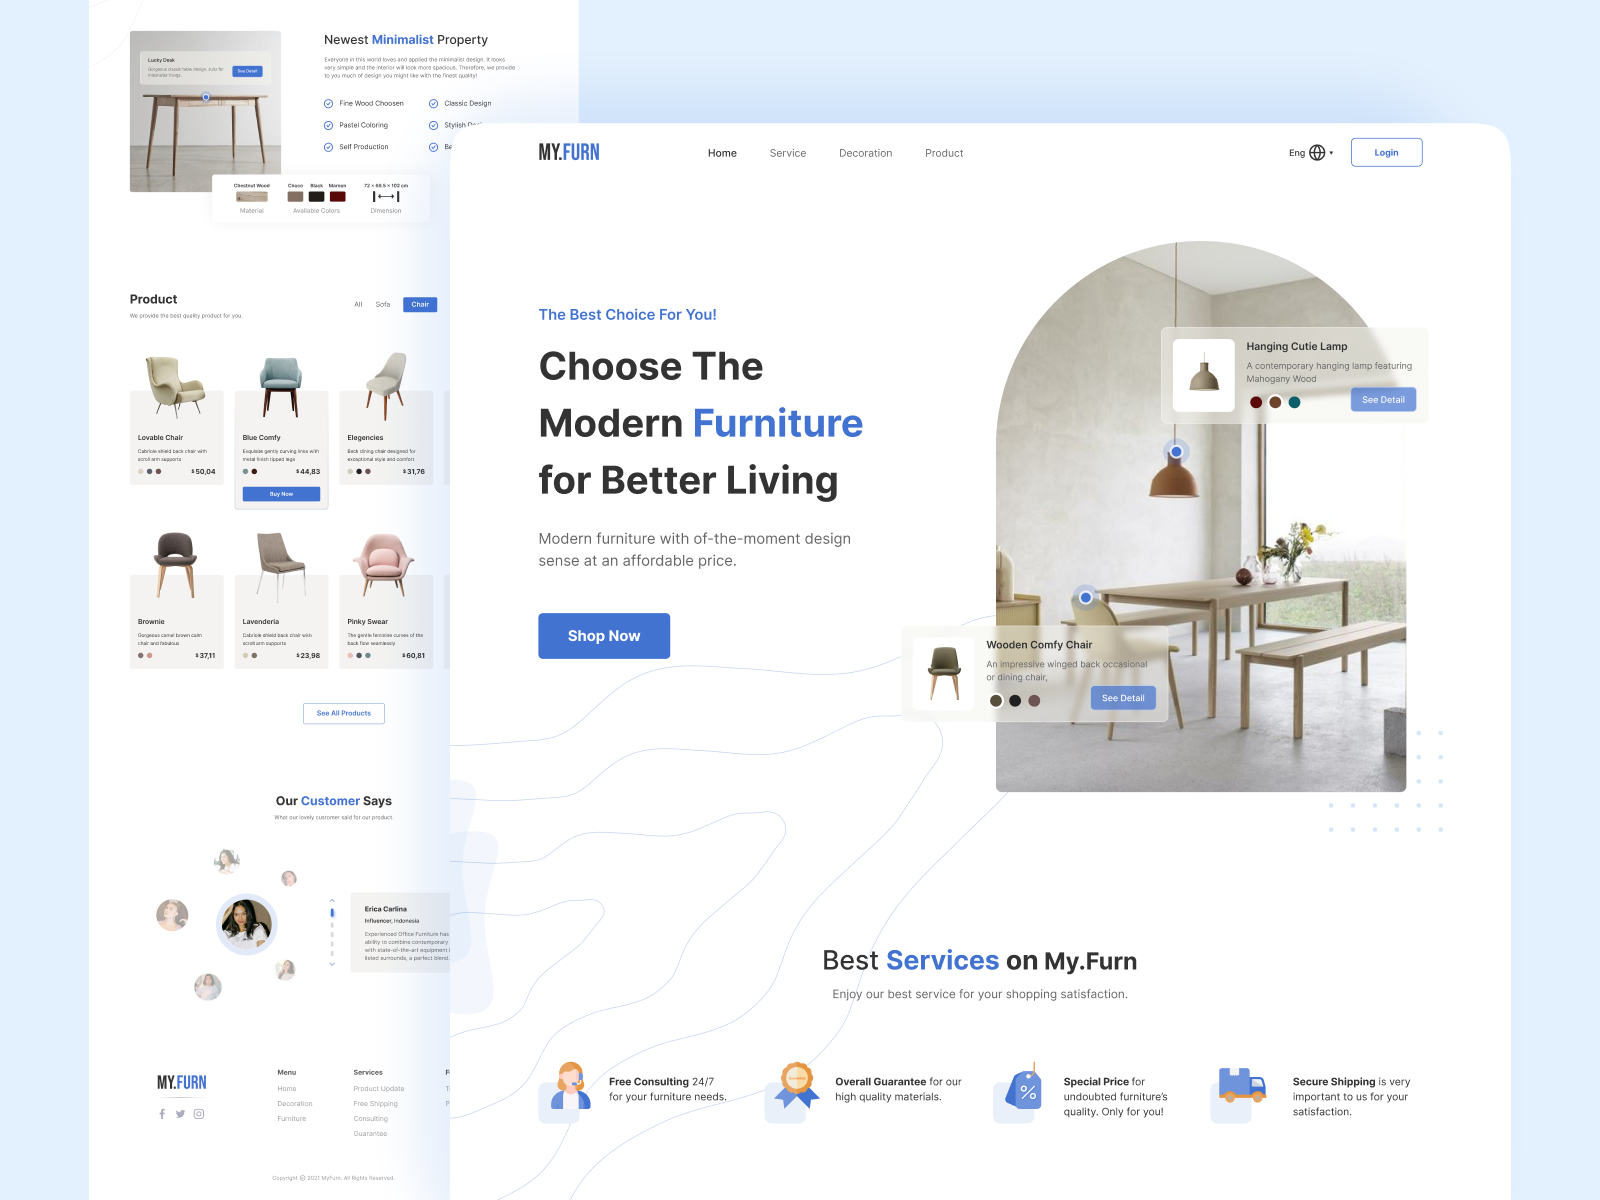 Newest Minimalist Property
Everyone in this world loves and applied the minimalist design. It looks
very simple and the interior will look more spacious. Therefore, we provide
to you much of design you might like with the finest quality!
Fine Wood Choosen
Classic Design
Pastel Coloring
Stylish
Self Production
Be
Lucky Desk
Gorgeous classic table design, suits for
minimalist things.
See Detail
Chestnut Wood
Material
Choco Black Maroon
Available Colors
72 × 68.5 × 102 cm
Dimension
Product
We provide the best quality product for you.
All
Sofa
Chair
Lovable Chair
Cabriole shield back chair with
scroll arm supports
$ 50,04
Blue Comfy
Exquisite gently curving lines with
metal finish tipped legs
$ 44,83
Buy Now
Elegencies
Back dining chair designed for
exceptional style and comfort
$ 31,76
Brownie
Gorgeous camel brown calm
chair and fabulous
$ 37,11
Lavenderia
Cabriole shield back chair with
scroll arm supports
$ 23,98
Pinky Swear
The gentle feminine curves of the
back flow seamlessly
$ 60,81
See All Products
Our Customer Says
What our lovely customer said for our product.
Erica Carlina
Influencer, Indonesia
Experienced Office Furniture has
ability to combine contemporary
with state-of-the-art equipment
listed surrounds, a perfect blend
MY.FURN
Menu
Home
Decoration
Furniture
Services
Product Update
Free Shipping
Consulting
Guarantee
F
T
P
Copyright © 2021 MyFurn. All Rights Reserved.
MY.FURN
Home
Service
Decoration
Product
Eng
Login
The Best Choice For You!
Choose The
Modern Furniture
for Better Living
Modern furniture with of-the-moment design
sense at an affordable price.
Shop Now
Hanging Cutie Lamp
A contemporary hanging lamp featuring
Mahogany Wood
See Detail
Wooden Comfy Chair
An impressive winged back occasional
or dining chair,
See Detail
Best Services on My.Furn
Enjoy our best service for your shopping satisfaction.
Free Consulting 24/7
for your furniture needs.
Overall Guarantee for our
high quality materials.
%
Special Price for
undoubted furniture's
quality. Only for you!
Secure Shipping is very
important to us for your
satisfaction.